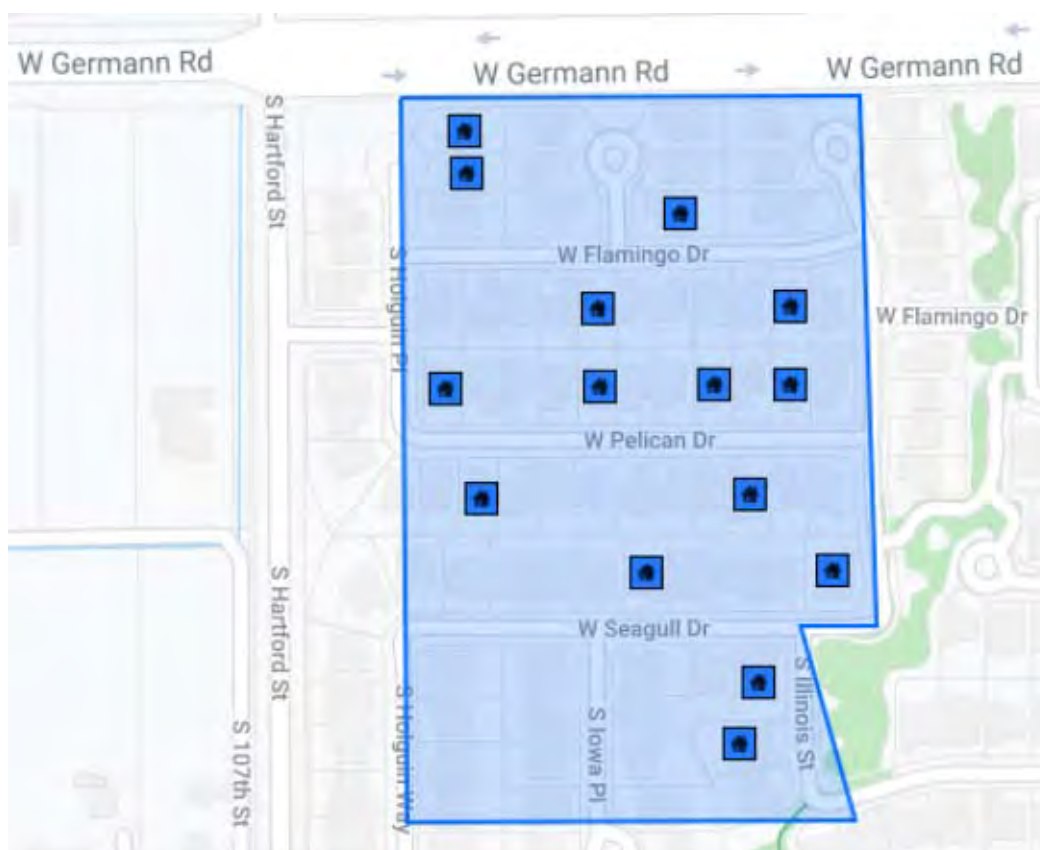 W Germann Rd
W Germann Rd
W Germann Rd
S Hartford St
S Holguin Pl
W Flamingo Dr
W Flamingo Dr
W Pelican Dr
S Hartford St
W Seagull Dr
S 107th St
S Holguin Way
S Iowa Pl
S Illinois St